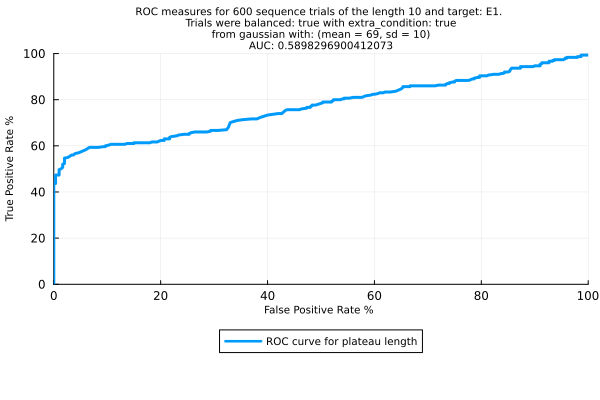 ROC measures for 600 sequence trials of the length 10 and target: E1.
Trials were balanced: true with extra_condition: true
from gaussian with: (mean = 69, sd = 10)
AUC: 0.5898296900412073
100
80
60
40
20
0
True Positive Rate %
0 20 40 60 80 100
False Positive Rate %
ROC curve for plateau length